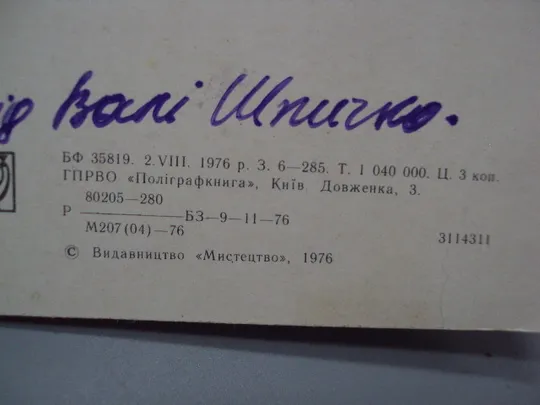 від Валі Шпичко.
БФ 35819. 2.VIII. 1976 р. З. 6—285. Т. 1 040 000. Ц. 3 коп.
ГПРВО «Поліграфкнига», Київ Довженка, 3.
80205—280
Р ————— БЗ—9—11—76
М207(04)—76
3114311
© Видавництво «Мистецтво», 1976